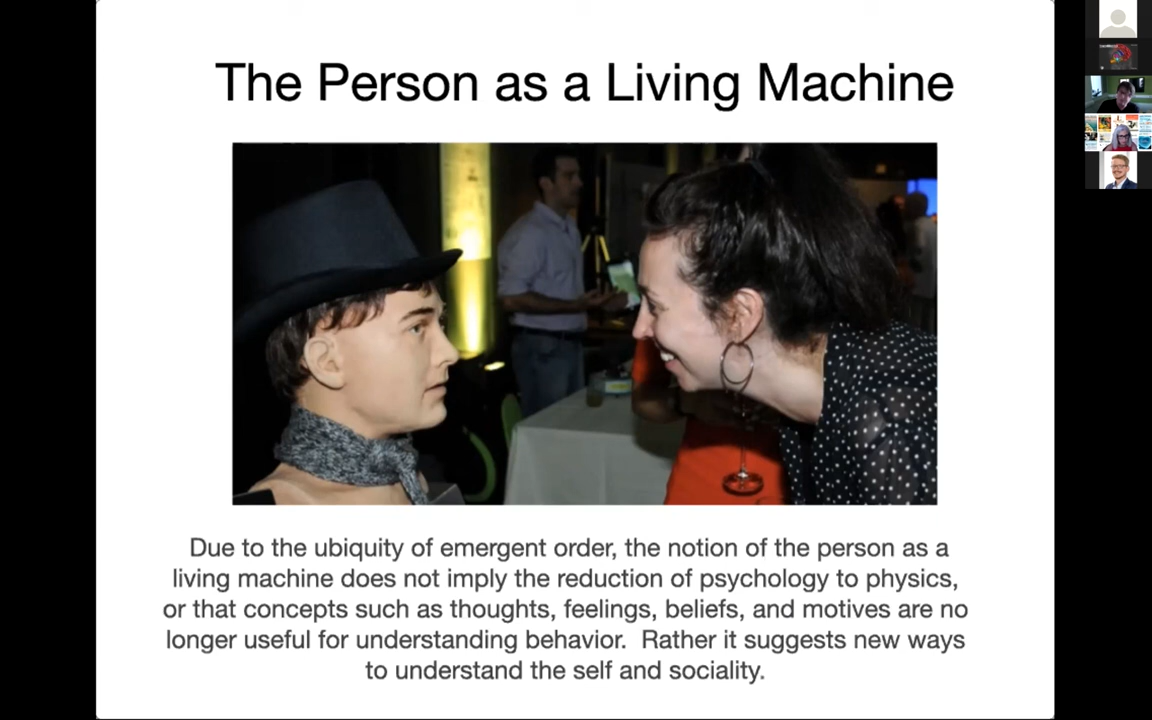 The Person as a Living Machine
Due to the ubiquity of emergent order, the notion of the person as a
living machine does not imply the reduction of psychology to physics,
or that concepts such as thoughts, feelings, beliefs, and motives are no
longer useful for understanding behavior.  Rather it suggests new ways
to understand the self and sociality.